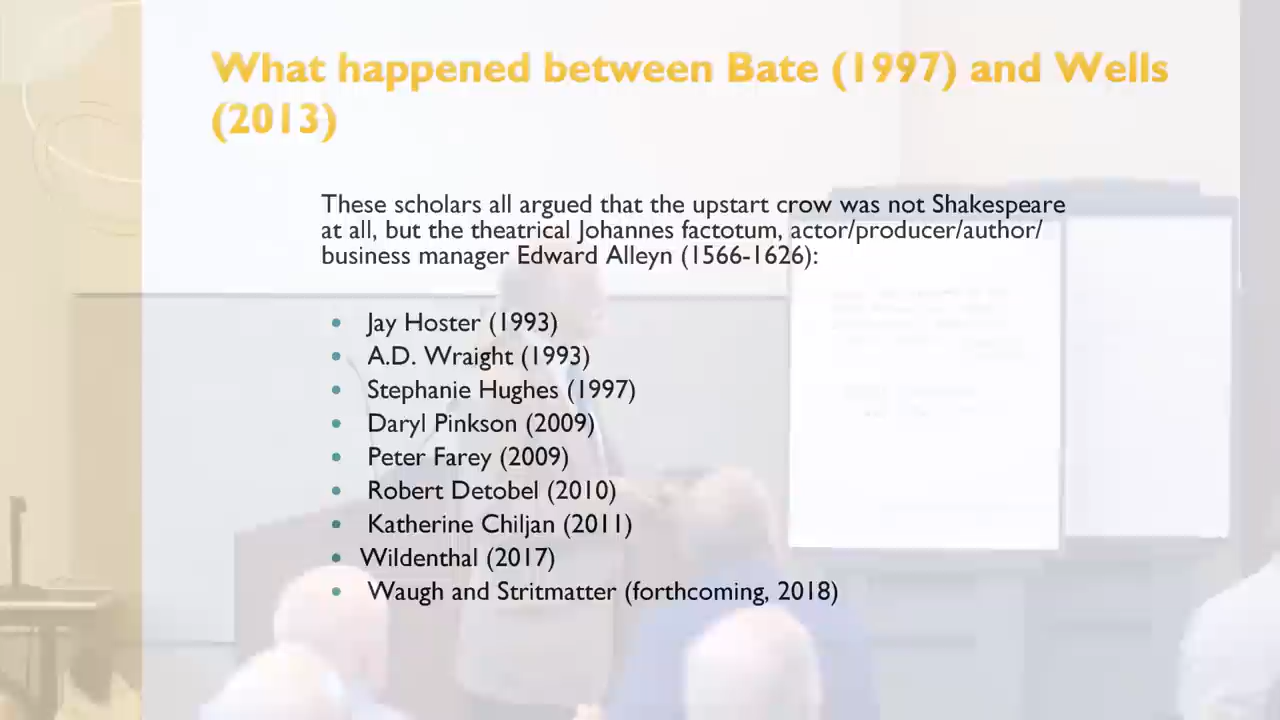 What happened between Bate (1997) and Wells
(2013)
These scholars all argued that the upstart crow was not Shakespeare
at all, but the theatrical Johannes factotum, actor/producer/author/
business manager Edward Alleyn (1566-1626):
• Jay Hoster (1993)
• A.D. Wraight (1993)
• Stephanie Hughes (1997)
• Daryl Pinkson (2009)
• Peter Farey (2009)
• Robert Detobel (2010)
• Katherine Chiljan (2011)
• Wildenthal (2017)
• Waugh and Stritmatter (forthcoming, 2018)